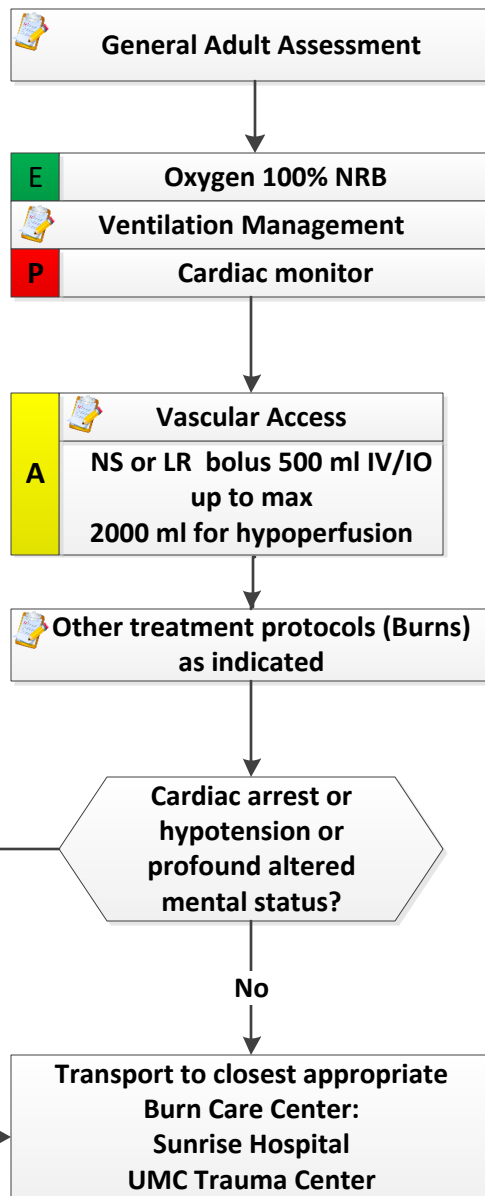 General Adult Assessment
E
Oxygen 100% NRB
Ventilation Management
P
Cardiac monitor
A
Vascular Access
NS or LR bolus 500 ml IV/IO
up to max
2000 ml for hypoperfusion
Other treatment protocols (Burns)
as indicated
Cardiac arrest or
hypotension or
profound altered
mental status?
No
Transport to closest appropriate
Burn Care Center:
Sunrise Hospital
UMC Trauma Center